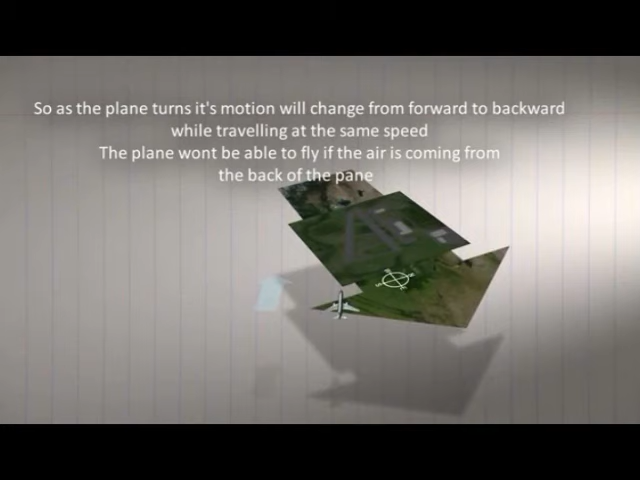 So as the plane turns it's motion will change from forward to backward
while travelling at the same speed
The plane wont be able to fly if the air is coming from
the back of the pane